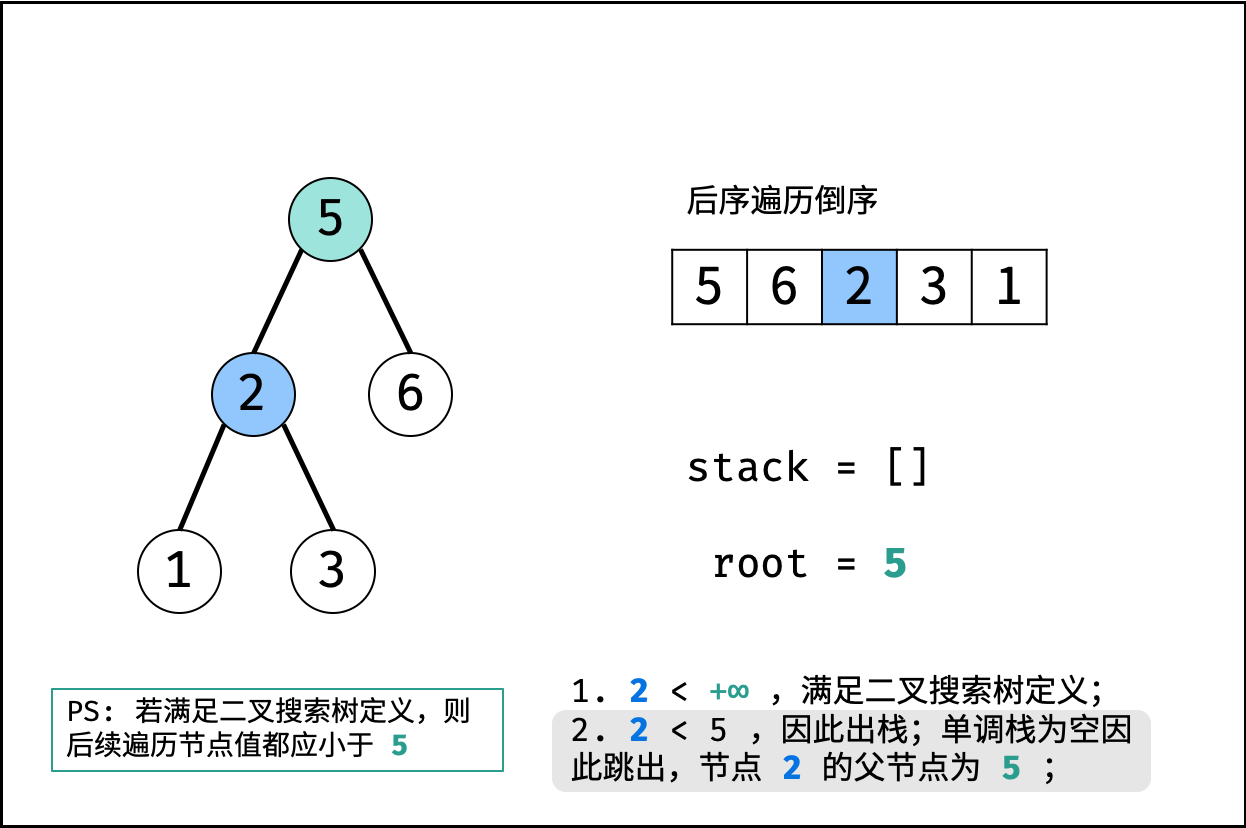 5
2
6
1
3
后序遍历倒序
5 6 2 3 1
stack = []
root = 5
PS: 若满足二叉搜索树定义，则
后续遍历节点值都应小于 5
1. 2 < +∞ ，满足二叉搜索树定义；
2. 2 < 5 ，因此出栈；单调栈为空因
此跳出，节点 2 的父节点为 5 ；